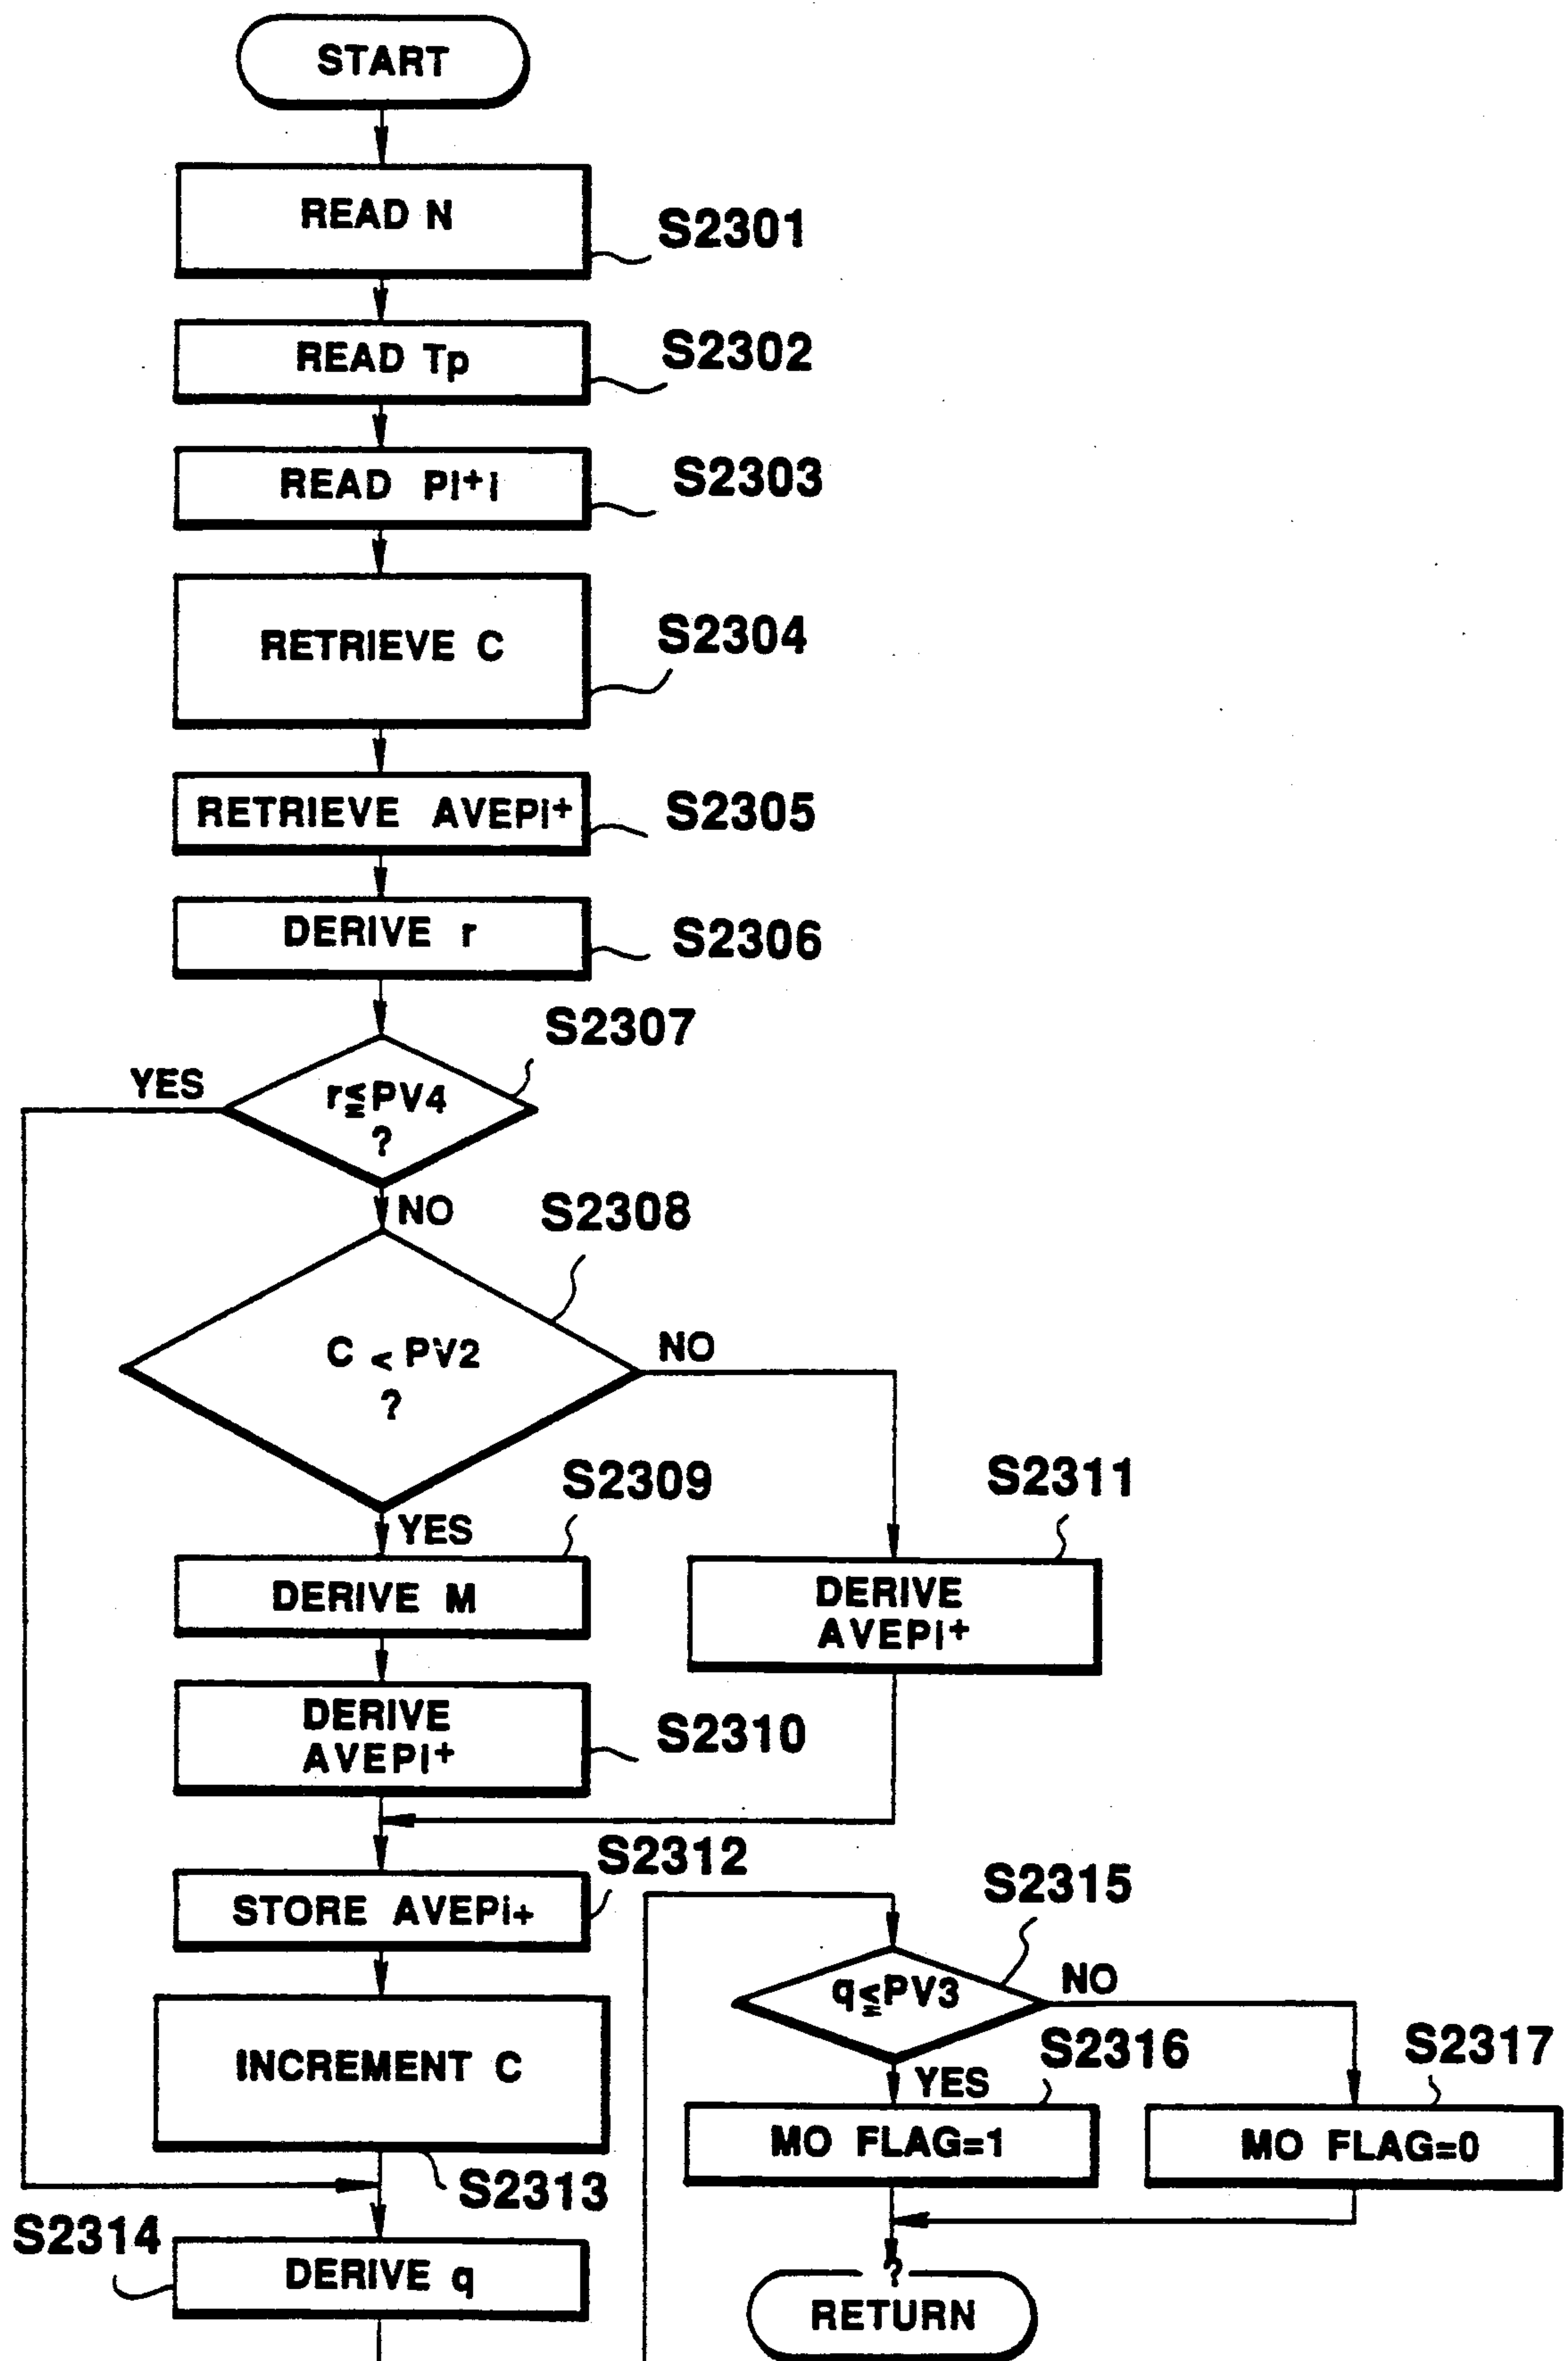 START
READ N
S2301
READ Tp
S2302
READ Pi+i
S2303
RETRIEVE C
S2304
RETRIEVE AVEPi+
S2305
DERIVE r
S2306
S2307
YES
r≦PV4
?
NO
S2308
C < PV2
?
NO
S2309
YES
DERIVE M
S2311
DERIVE
AVEPi+
DERIVE
AVEPi+
S2310
S2312
STORE AVEPi+
S2315
q≦PV3
NO
INCREMENT C
S2316
YES
S2317
MO FLAG=1
MO FLAG=0
S2313
S2314
DERIVE q
?
RETURN